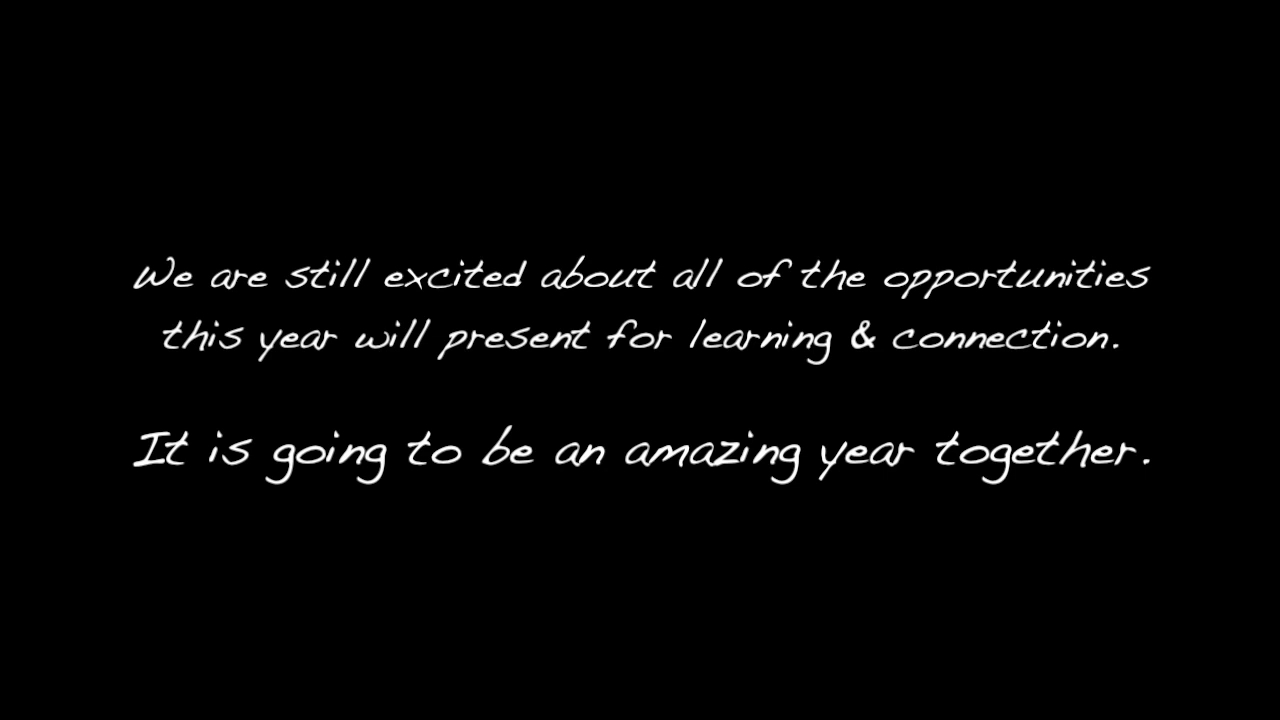 We are still excited about all of the opportunities
this year will present for learning & connection.
It is going to be an amazing year together.